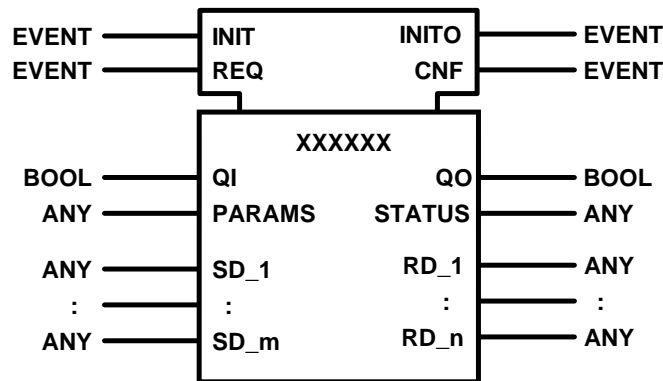 EVENT INIT INITO EVENT
EVENT REQ CNF EVENT
XXXXXX
BOOL QI QO BOOL
ANY PARAMS STATUS ANY
ANY SD_1 RD_1 ANY
: : : :
ANY SD_m RD_n ANY